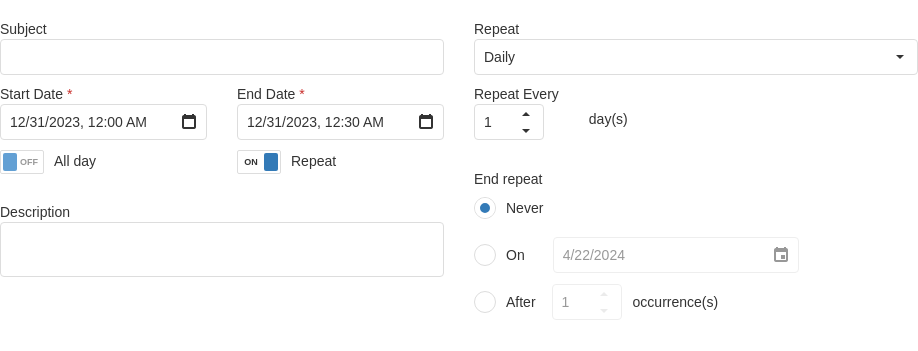 Subject
Start Date *
End Date *
12/31/2023, 12:00 AM
12/31/2023, 12:30 AM
OFF
All day
ON
Repeat
Description
Repeat
Daily
Repeat Every
1
day(s)
End repeat
Never
On
4/22/2024
After
1
occurrence(s)